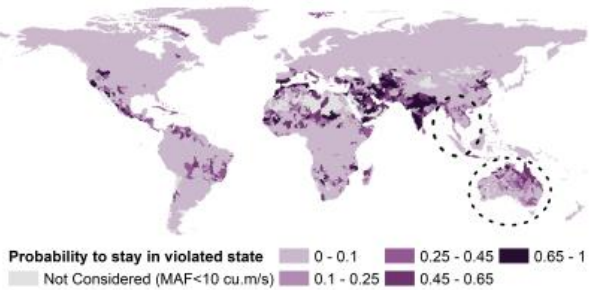 Probability to stay in violated state 0 - 0.1 0.25 - 0.45 0.65 - 1
Not Considered (MAF<10 cu.m/s) 0.1 - 0.25 0.45 - 0.65